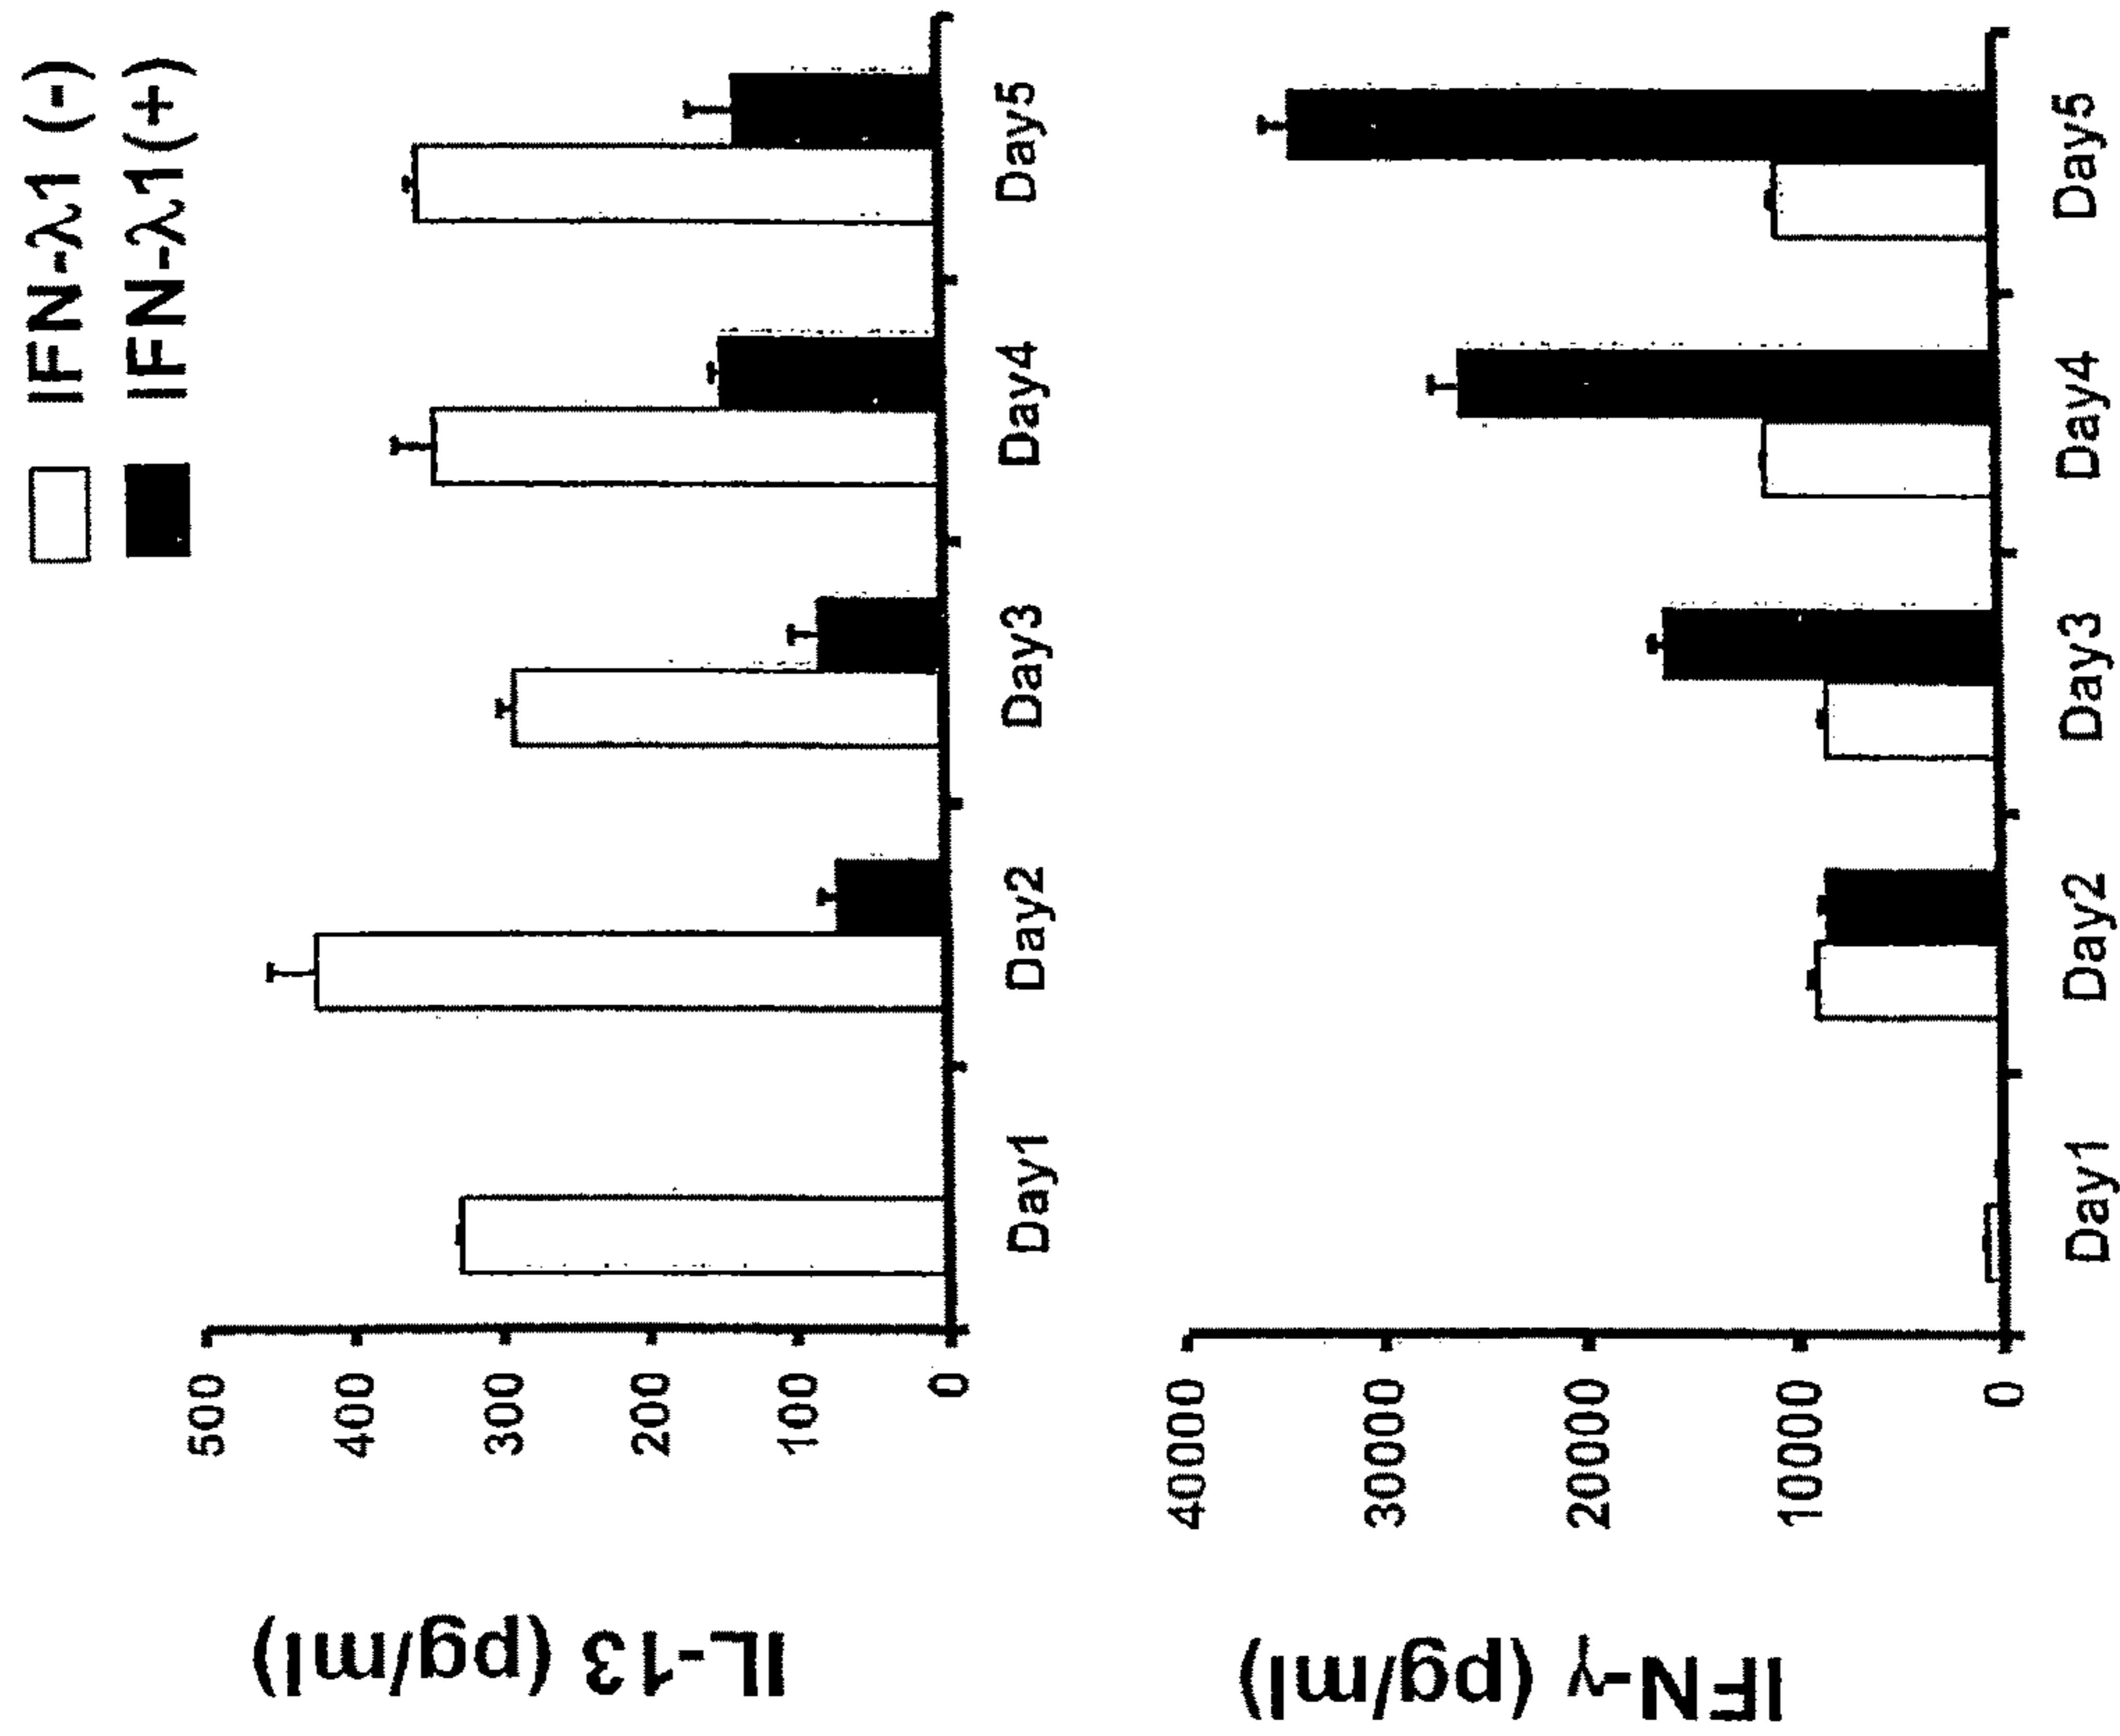 IFN-λ1 (-)
IFN-λ1(+)
IL-13 (pg/ml)
500
400
300
200
100
0
Day1
Day2
Day3
Day4
Day5
IFN-γ (pg/ml)
40000
30000
20000
10000
0
Day1
Day2
Day3
Day4
Day5